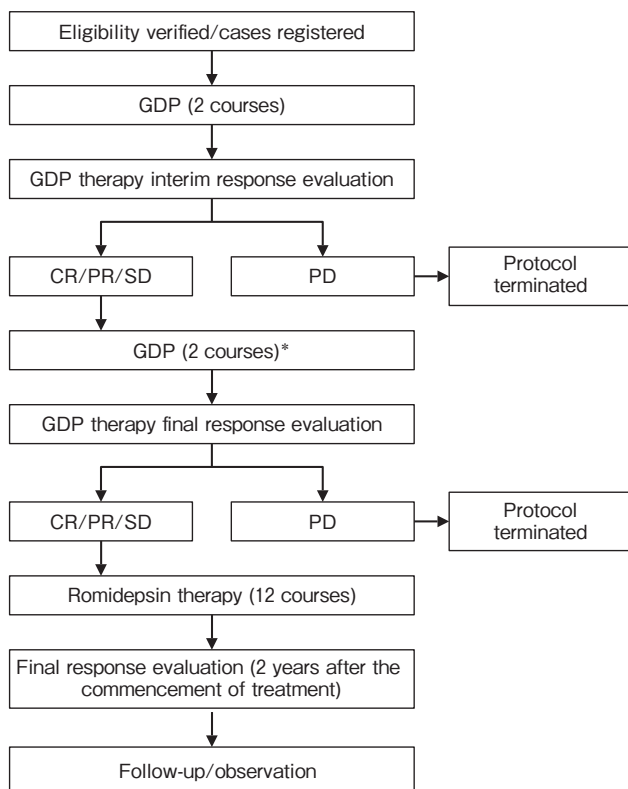 Eligibility verified/cases registered
GDP (2 courses)
GDP therapy interim response evaluation
CR/PR/SD
PD
Protocol
terminated
GDP (2 courses)*
GDP therapy final response evaluation
CR/PR/SD
PD
Protocol
terminated
Romidepsin therapy (12 courses)
Final response evaluation (2 years after the
commencement of treatment)
Follow-up/observation